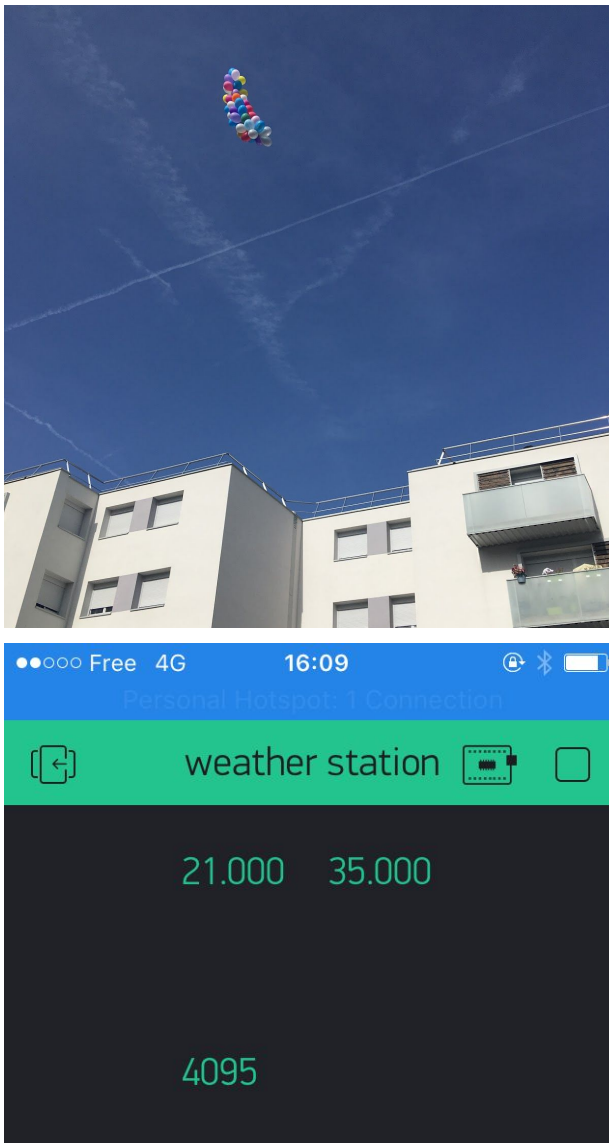 Free 4G 16:09
Personal Hotspot: 1 Connection
weather station
21.000 35.000
4095